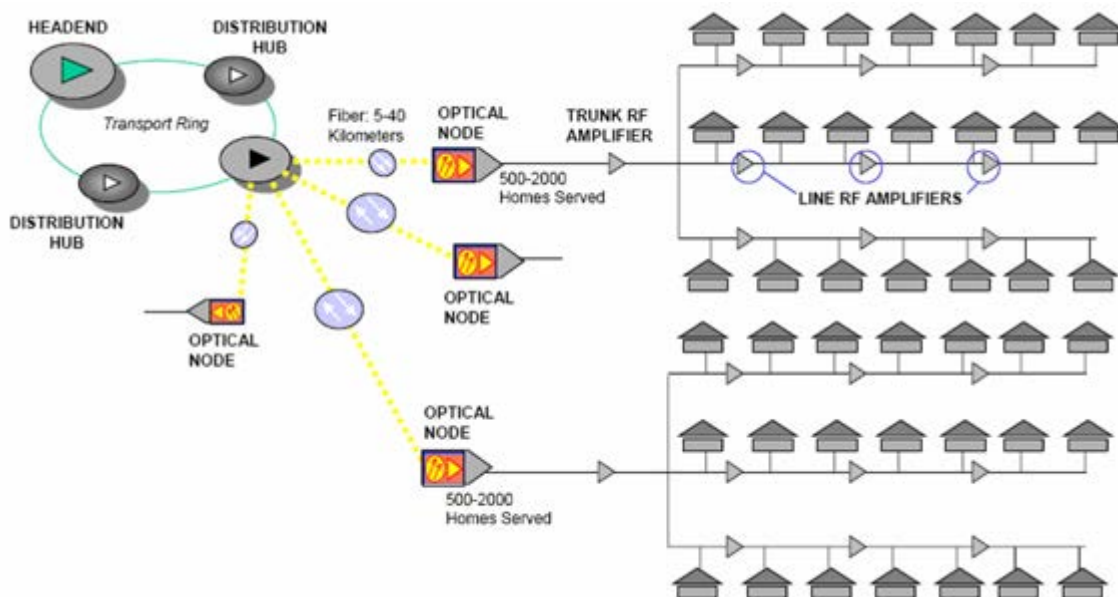 HEADEND
DISTRIBUTION
HUB
Transport Ring
DISTRIBUTION
HUB
Fiber: 5-40
Kilometers
OPTICAL
NODE
500-2000
Homes Served
TRUNK RF
AMPLIFIER
LINE RF AMPLIFIERS
OPTICAL
NODE
OPTICAL
NODE
OPTICAL
NODE
500-2000
Homes Served